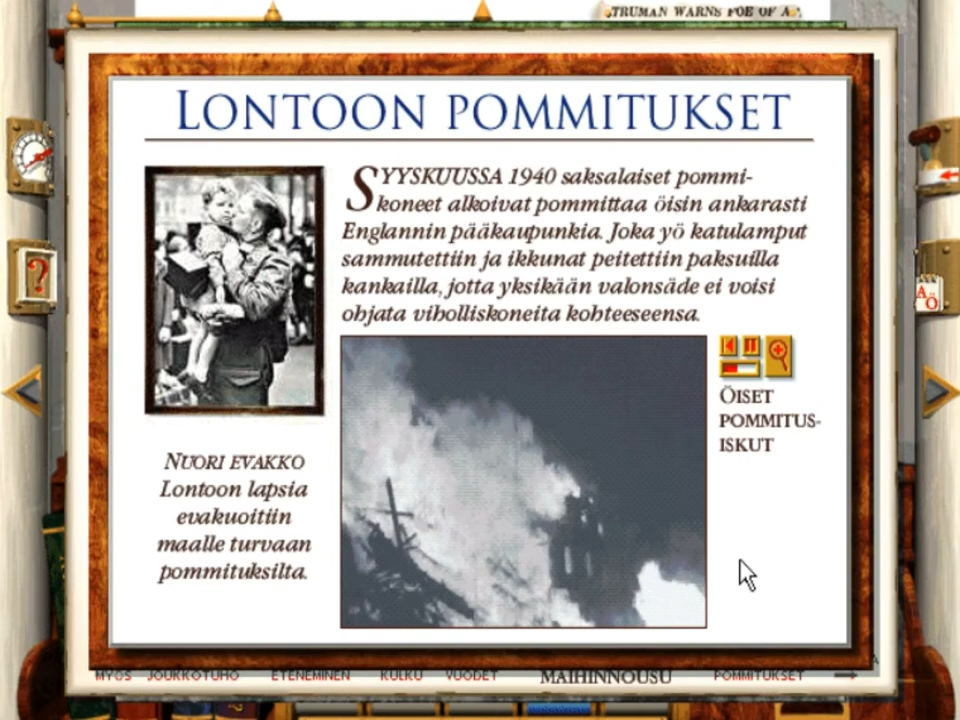 TRUMAN WARNS FOE OF A
LONTOON POMMITUKSET
SYYSKUUSSA 1940 saksalaiset pommi-
koneet alkoivat pommittaa öisin ankarasti
Englannin pääkaupunkia. Joka yö katulamput
sammutettiin ja ikkunat peitettiin paksuilla
kankailla, jotta yksikään valonsäde ei voisi
ohjata vihollliskoneita kohteeseensa.
NUORI EVAKKO
Lontoon lapsia
evakuoitiin
maalle turvaan
pommituksilta.
ÖISET
POMMITUS-
ISKUT
?
A
Ö
MYÖS JOUKKOTUHO ETENEMINEN KULKU VUODET MAIHINNOUSU POMMITUKSET